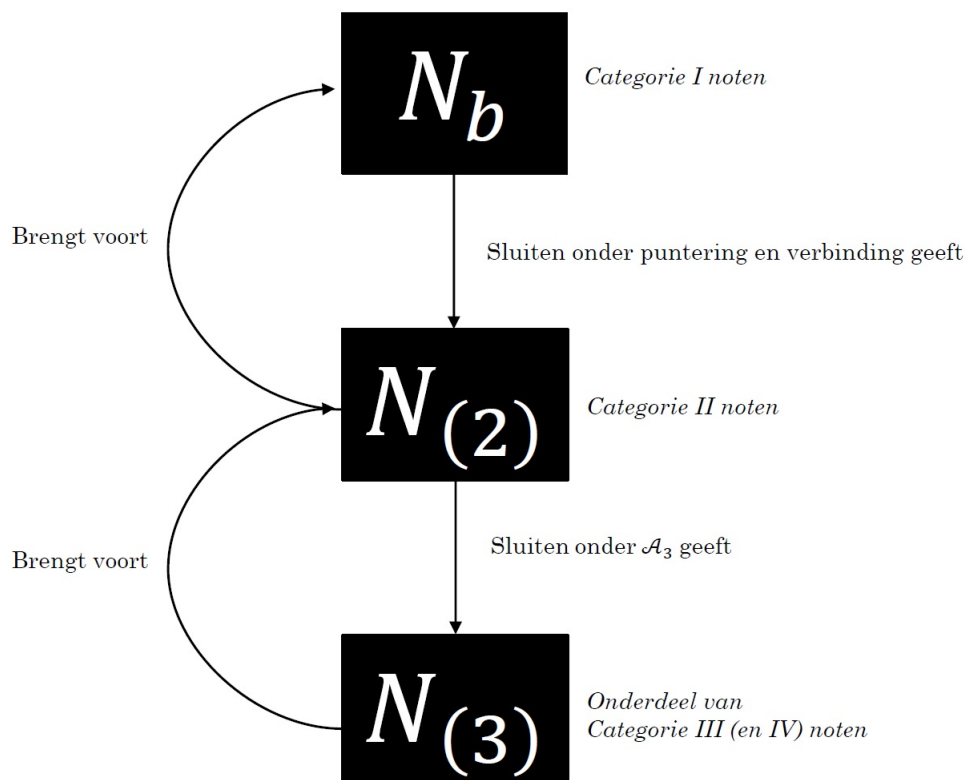 N_b
Categorie I noten
Brengt voort
Sluiten onder puntering en verbinding geeft
N_(2)
Categorie II noten
Brengt voort
Sluiten onder 𝒜₃ geeft
N_(3)
Onderdeel van
Categorie III (en IV) noten